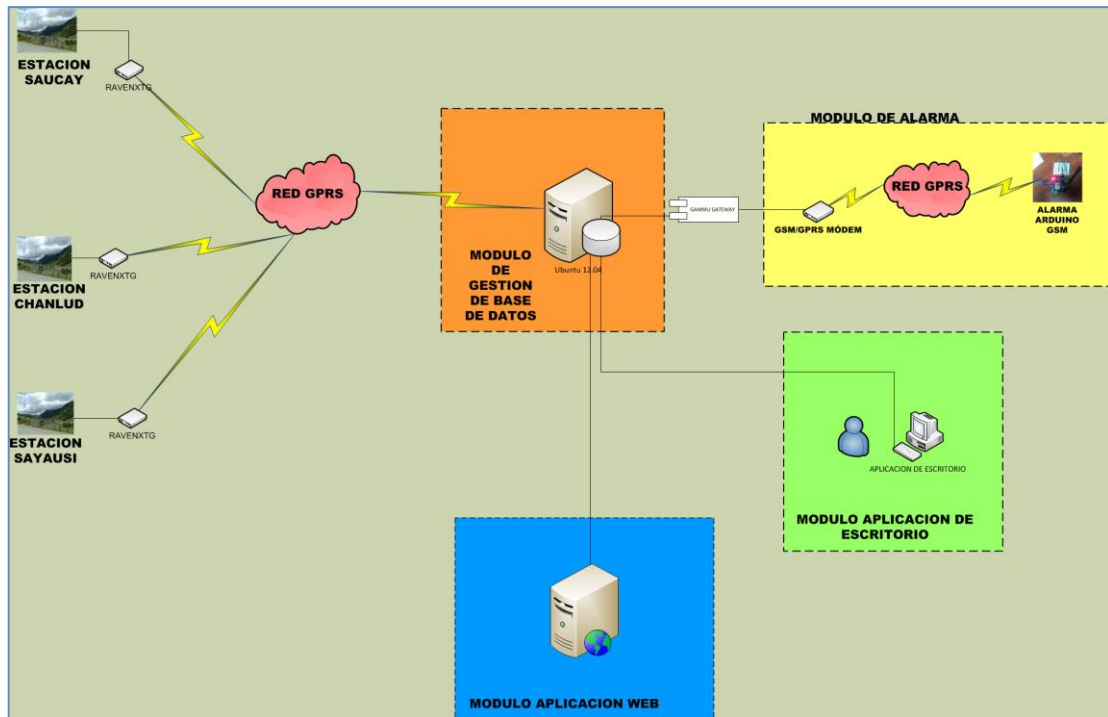 ESTACION
SAUCAY
RAVENXTG
RED GPRS
ESTACION
CHANLUD
RAVENXTG
ESTACION
SAYAUSI
RAVENXTG
MODULO
DE
GESTION
DE BASE
DE DATOS
Ubuntu 12.04
GAMMU GATEWAY
MODULO DE ALARMA
GSM/GPRS MÓDEM
RED GPRS
ALARMA
ARDUINO
GSM
APLICACION DE ESCRITORIO
MODULO APLICACION DE
ESCRITORIO
MODULO APLICACION WEB